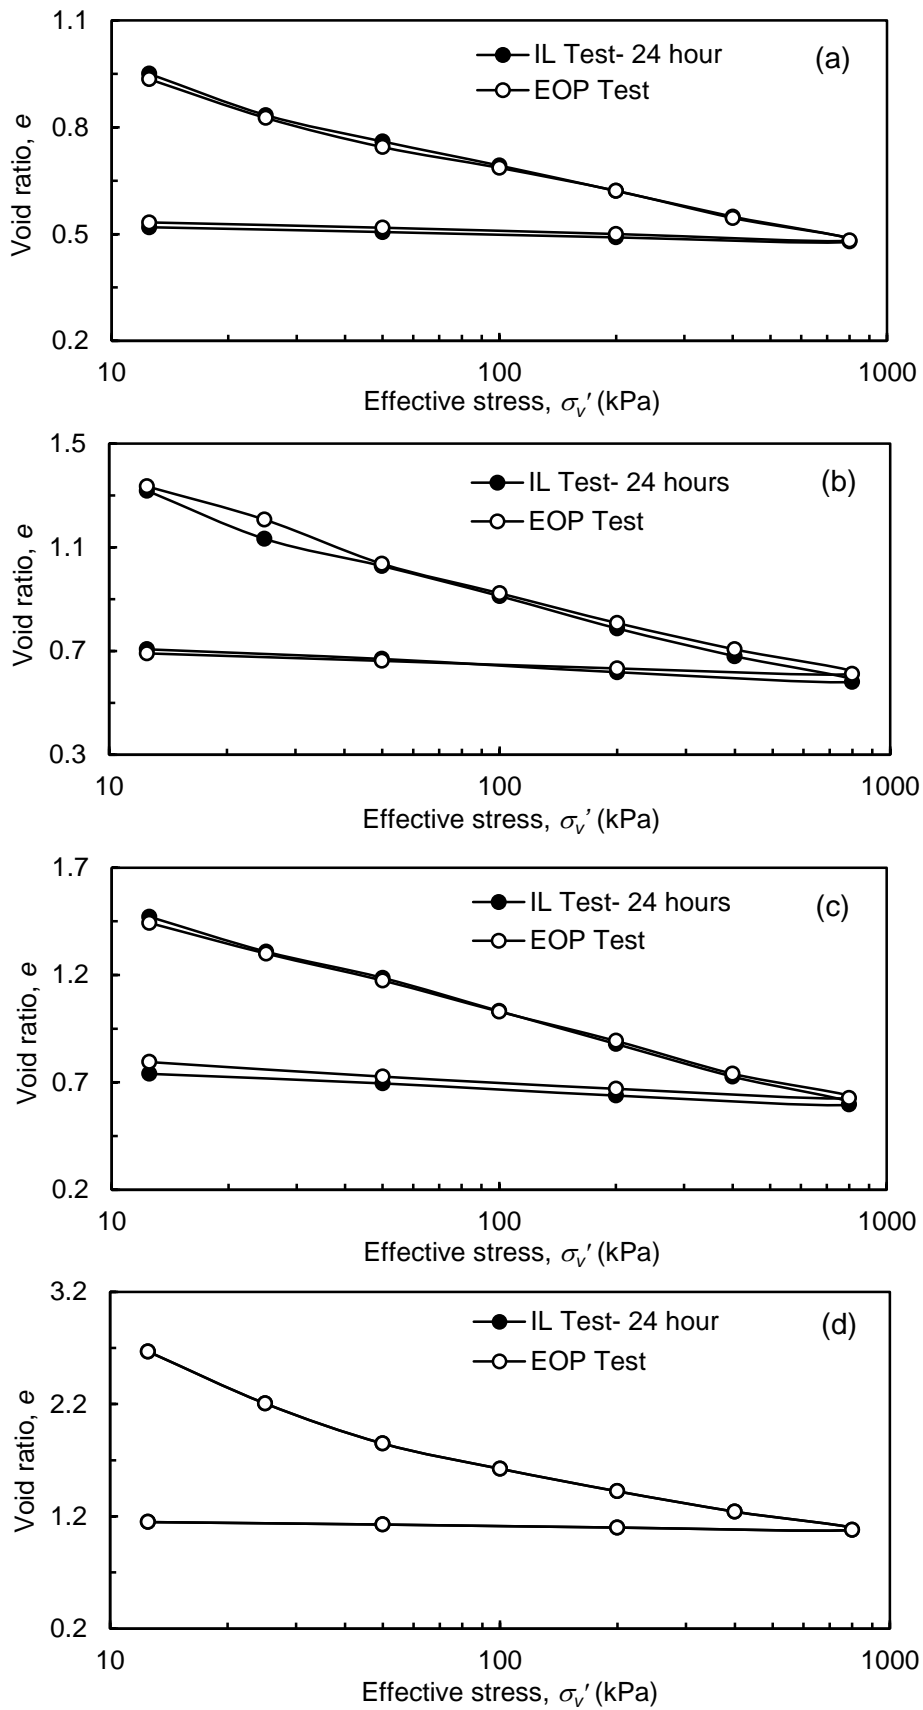 1.1
IL Test- 24 hour
(a)
EOP Test
0.8
Void ratio, e
0.5
0.2
10
100
1000
Effective stress, σv′ (kPa)
1.5
IL Test- 24 hours
(b)
EOP Test
1.1
Void ratio, e
0.7
0.3
10
100
1000
Effective stress, σv′ (kPa)
1.7
IL Test- 24 hours
(c)
EOP Test
1.2
Void ratio, e
0.7
0.2
10
100
1000
Effective stress, σv′ (kPa)
3.2
IL Test- 24 hour
(d)
EOP Test
2.2
Void ratio, e
1.2
0.2
10
100
1000
Effective stress, σv′ (kPa)